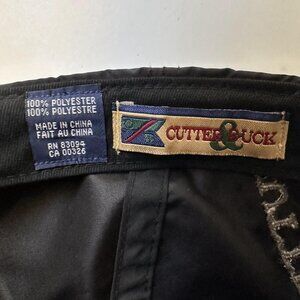 100% POLYESTER
100% POLYESTRE
MADE IN CHINA
FAIT AU CHINA
RN 83094
CA 00326
CUTTER & BUCK